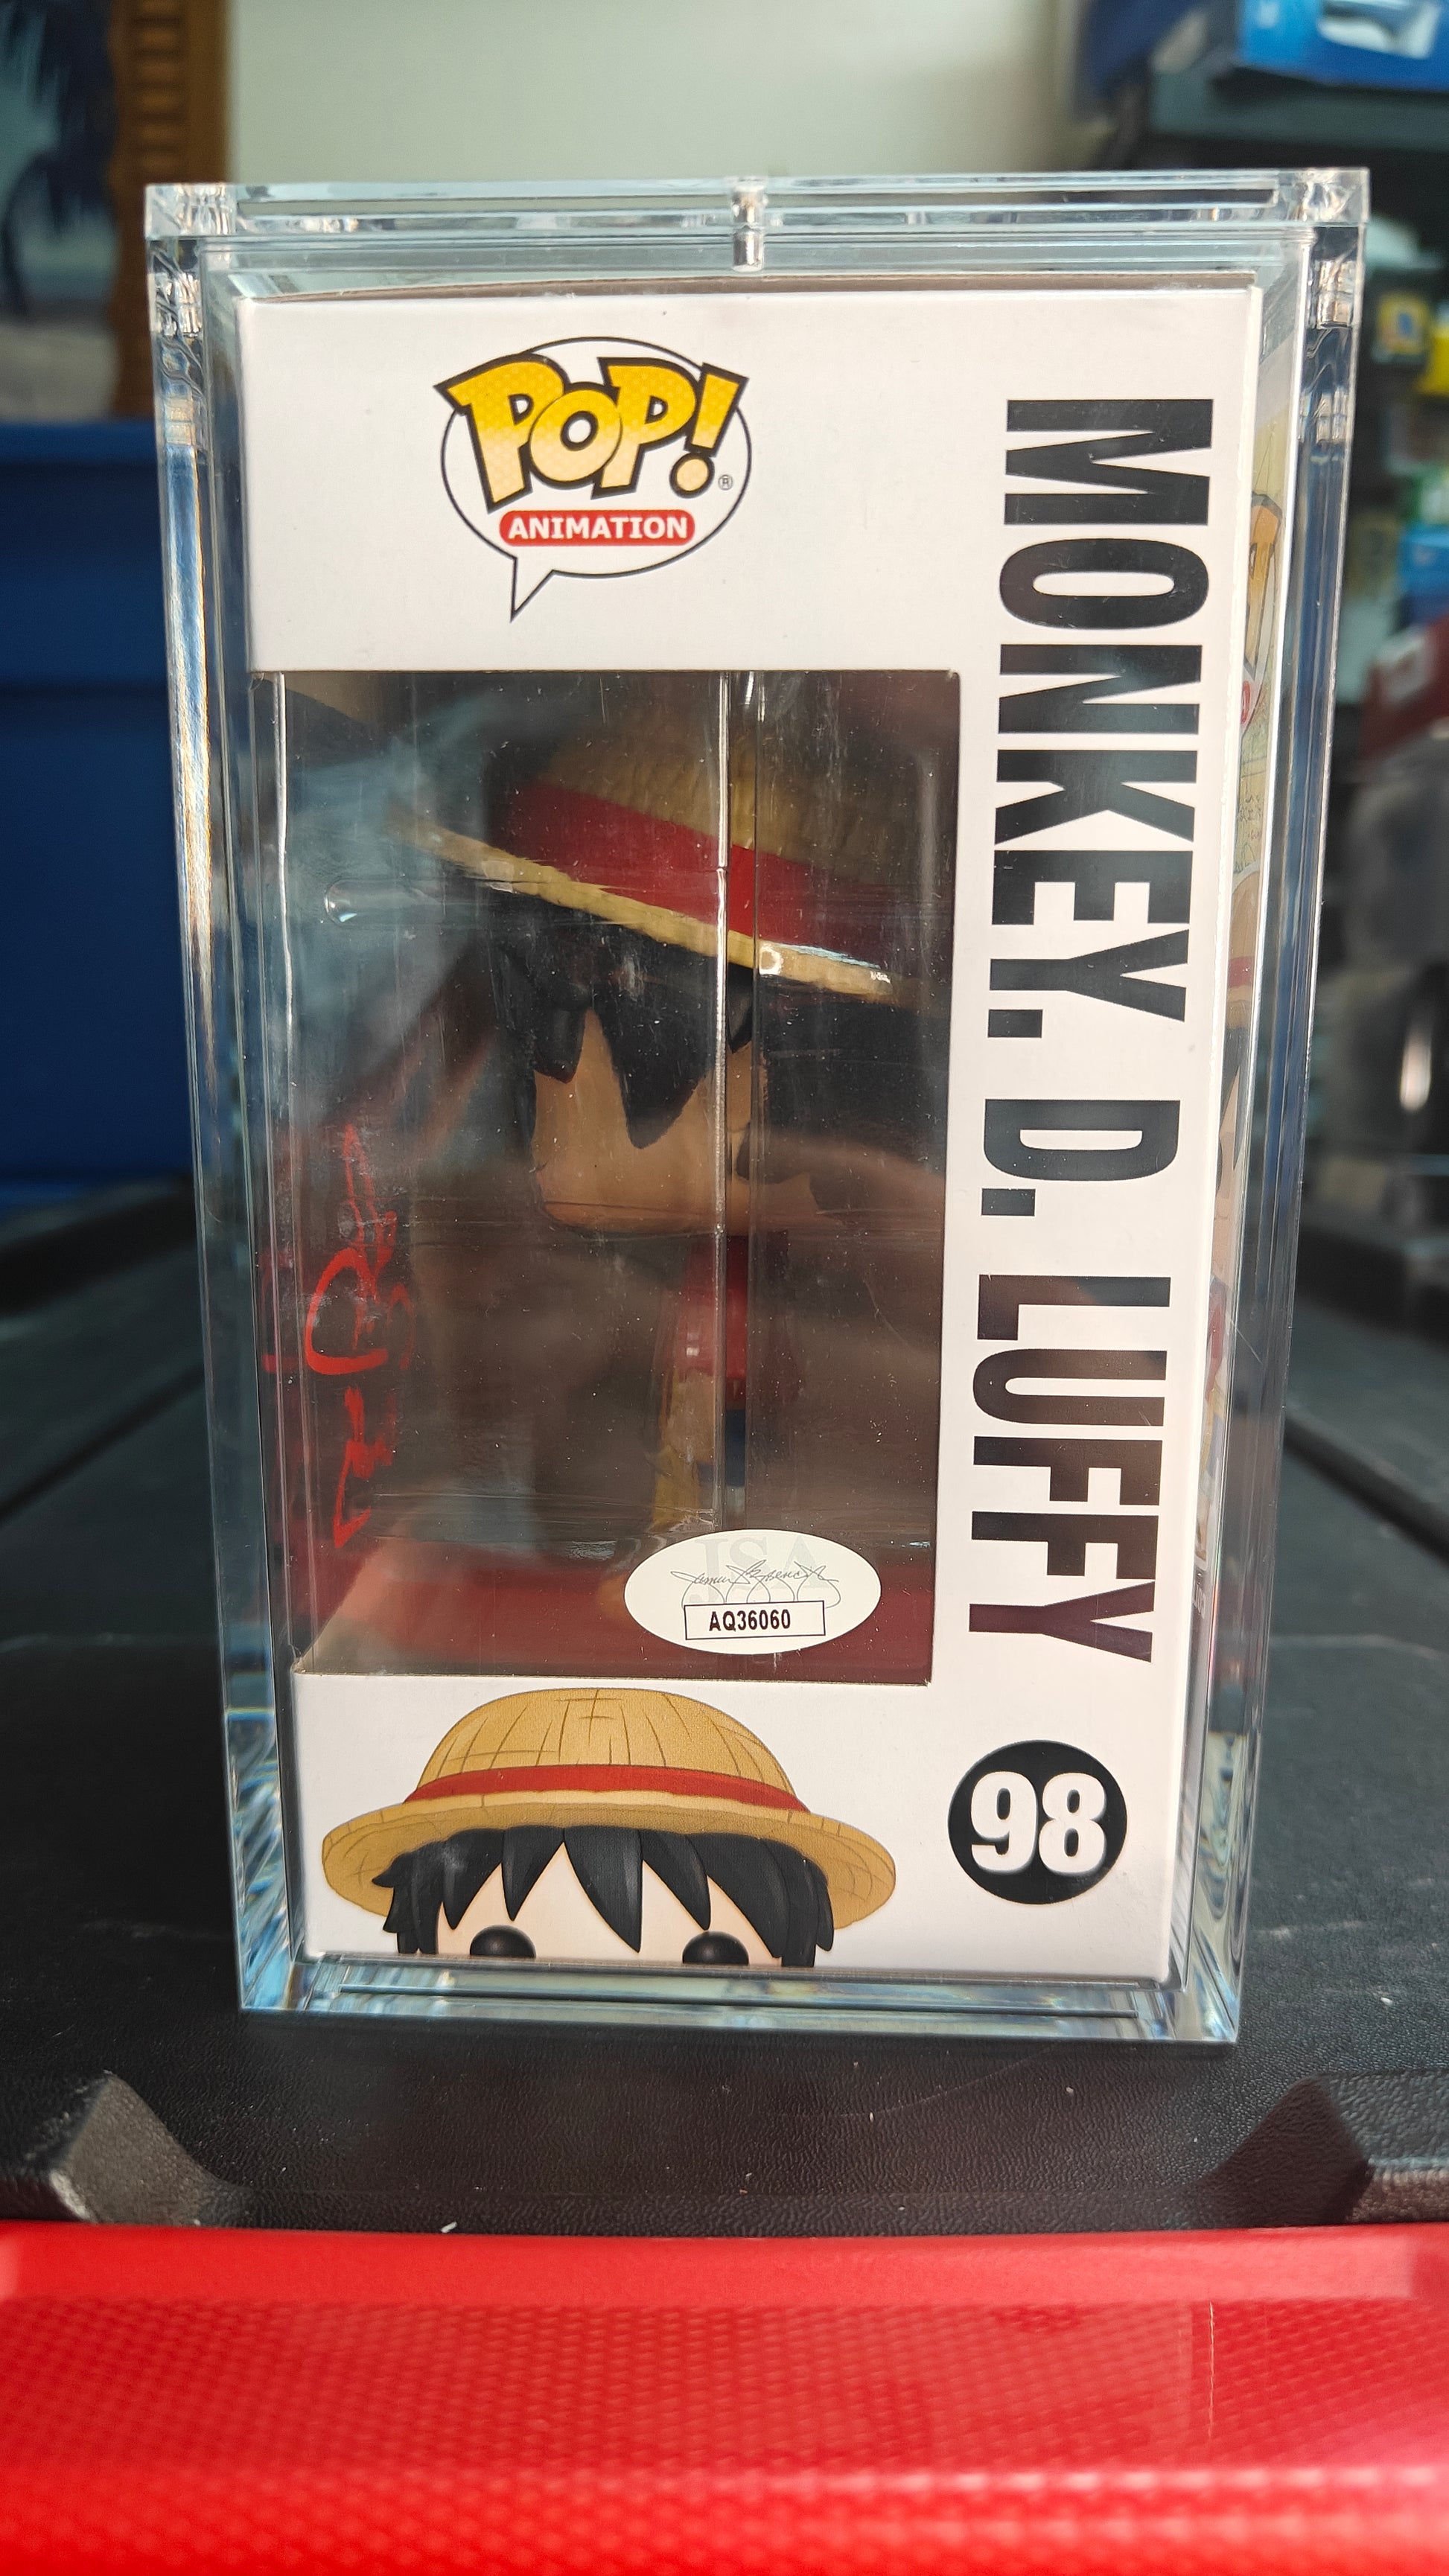 POP!
®
ANIMATION
MONKEY. D. LUFFY
JSA
AQ36060
98